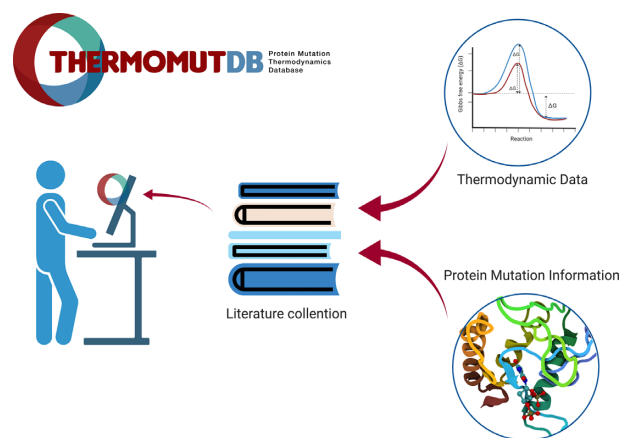 THERMOMUTDB
Protein Mutation
Thermodynamics
Database
Gibbs free energy (ΔG)
ΔG
ΔG
ΔG
Reaction
Thermodynamic Data
Literature collention
Protein Mutation Information